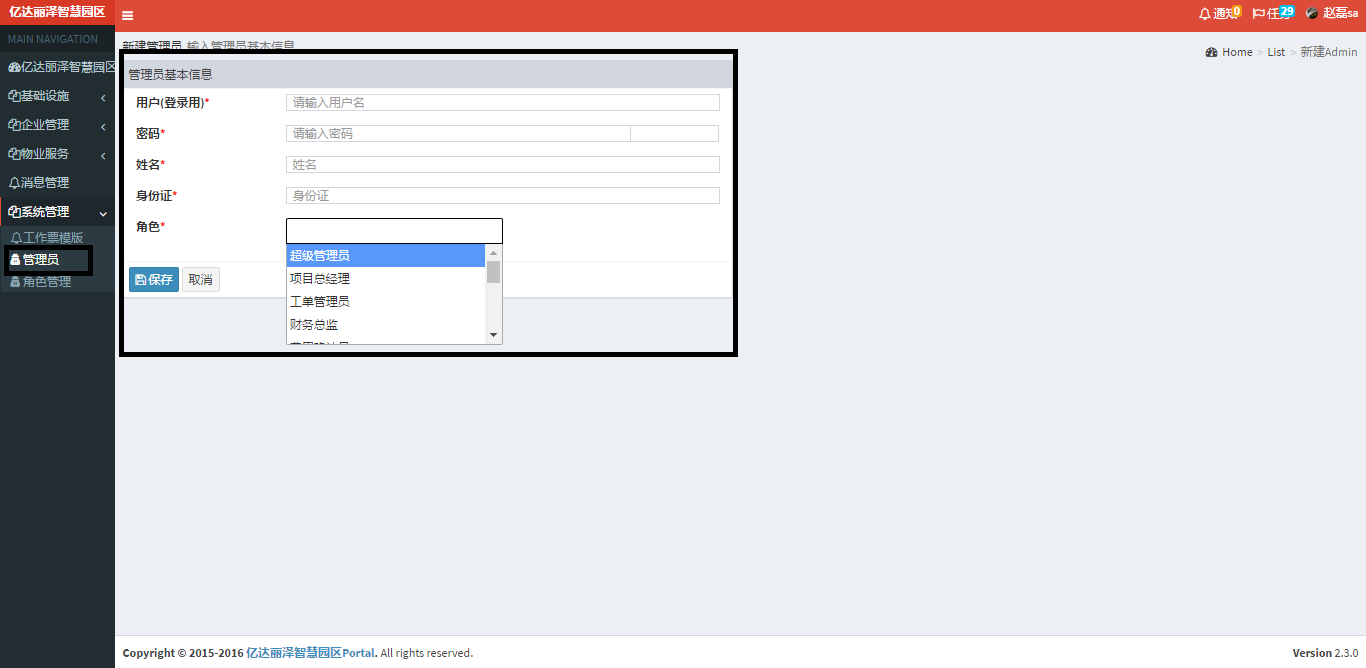 亿达丽泽智慧园区
通知 0
任务 29
赵磊sa
MAIN NAVIGATION
亿达丽泽智慧园区
基础设施
企业管理
物业服务
消息管理
系统管理
工作票模版
管理员
角色管理
新建管理员 输入管理员基本信息
Home > List > 新建Admin
管理员基本信息
用户(登录用)*
请输入用户名
密码*
请输入密码
姓名*
姓名
身份证*
身份证
角色*
超级管理员
项目总经理
工单管理员
财务总监
保存
取消
Copyright © 2015-2016 亿达丽泽智慧园区Portal. All rights reserved.
Version 2.3.0